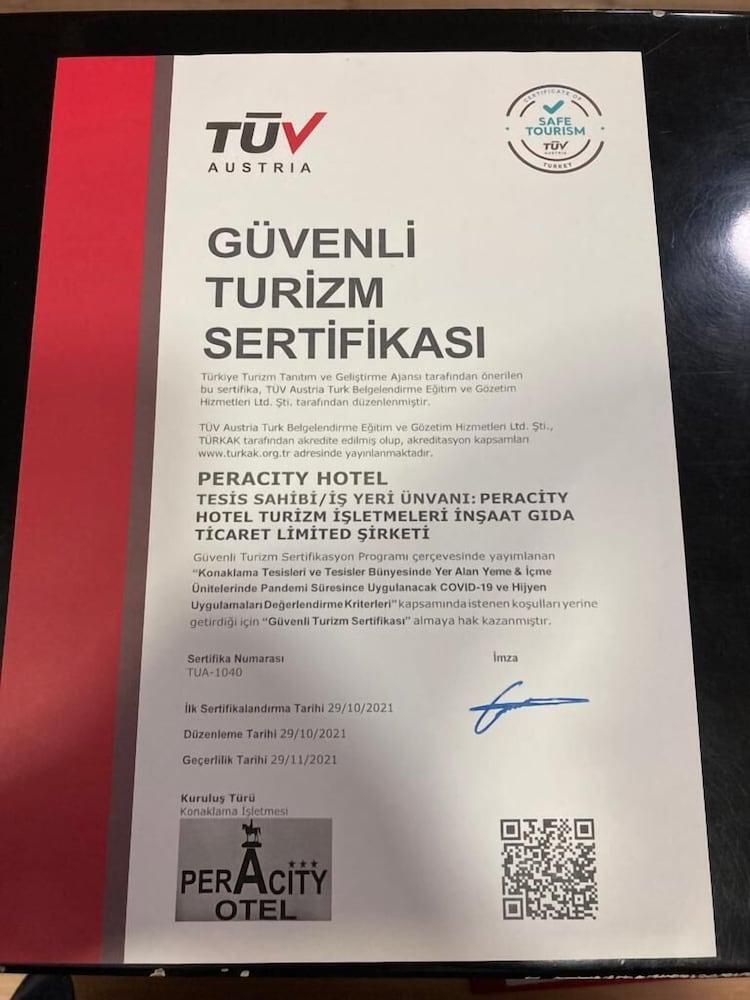 TÜV
AUSTRIA
CERTIFICATE OF
SAFE
TOURISM
TÜV
AUSTRIA
TURKEY
GÜVENLİ
TURİZM
SERTİFİKASI
Türkiye Turizm Tanıtım ve Geliştirme Ajansı tarafından önerilen
bu sertifika, TÜV Austria Turk Belgelendirme Eğitim ve Gözetim
Hizmetleri Ltd. Şti. tarafından düzenlenmiştir.
TÜV Austria Turk Belgelendirme Eğitim ve Gözetim Hizmetleri Ltd. Şti.,
TÜRKAK tarafından akredite edilmiş olup, akreditasyon kapsamları
www.turkak.org.tr adresinde yayınlanmaktadır.
PERACITY HOTEL
TESİS SAHİBİ/İŞ YERİ ÜNVANI: PERACİTY
HOTEL TURİZM İŞLETMELERİ İNŞAAT GIDA
TİCARET LİMİTED ŞİRKETİ
Güvenli Turizm Sertifikasyon Programı çerçevesinde yayımlanan
"Konaklama Tesisleri ve Tesisler Bünyesinde Yer Alan Yeme & İçme
Ünitelerinde Pandemi Süresince Uygulanacak COVID-19 ve Hijyen
Uygulamaları Değerlendirme Kriterleri" kapsamında istenen koşulları yerine
getirdiği için "Güvenli Turizm Sertifikası" almaya hak kazanmıştır.
Sertifika Numarası
TUA-1040
İmza
İlk Sertifikalandırma Tarihi 29/10/2021
Düzenleme Tarihi 29/10/2021
Geçerlilik Tarihi 29/11/2021
Kuruluş Türü
Konaklama İşletmesi
PERACITY
OTEL